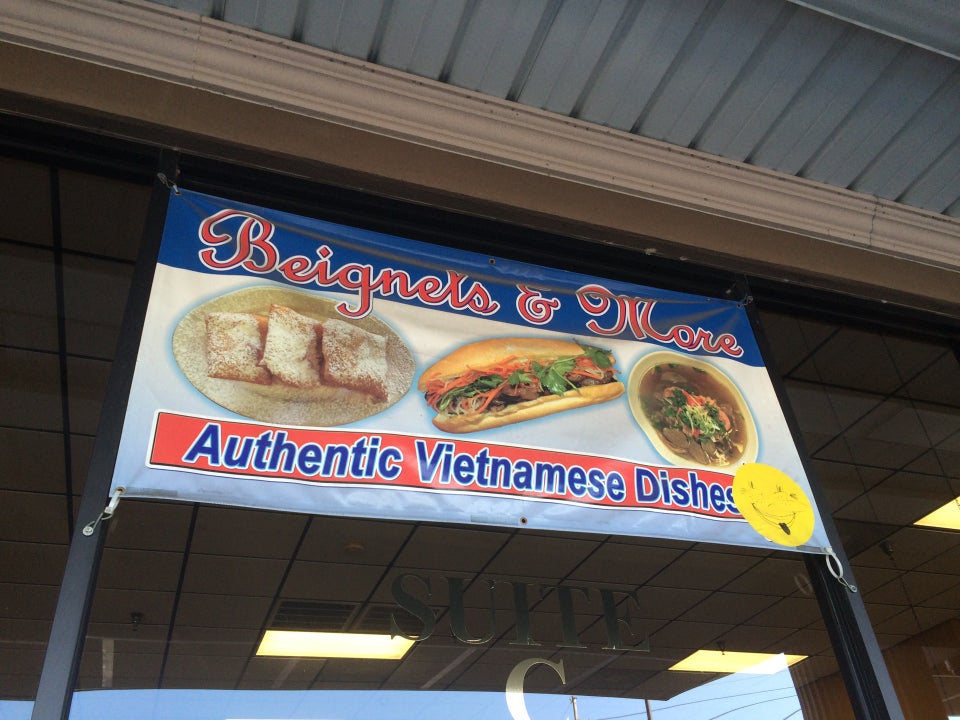 Beignets & More
Authentic Vietnamese Dishes
SUITE
C